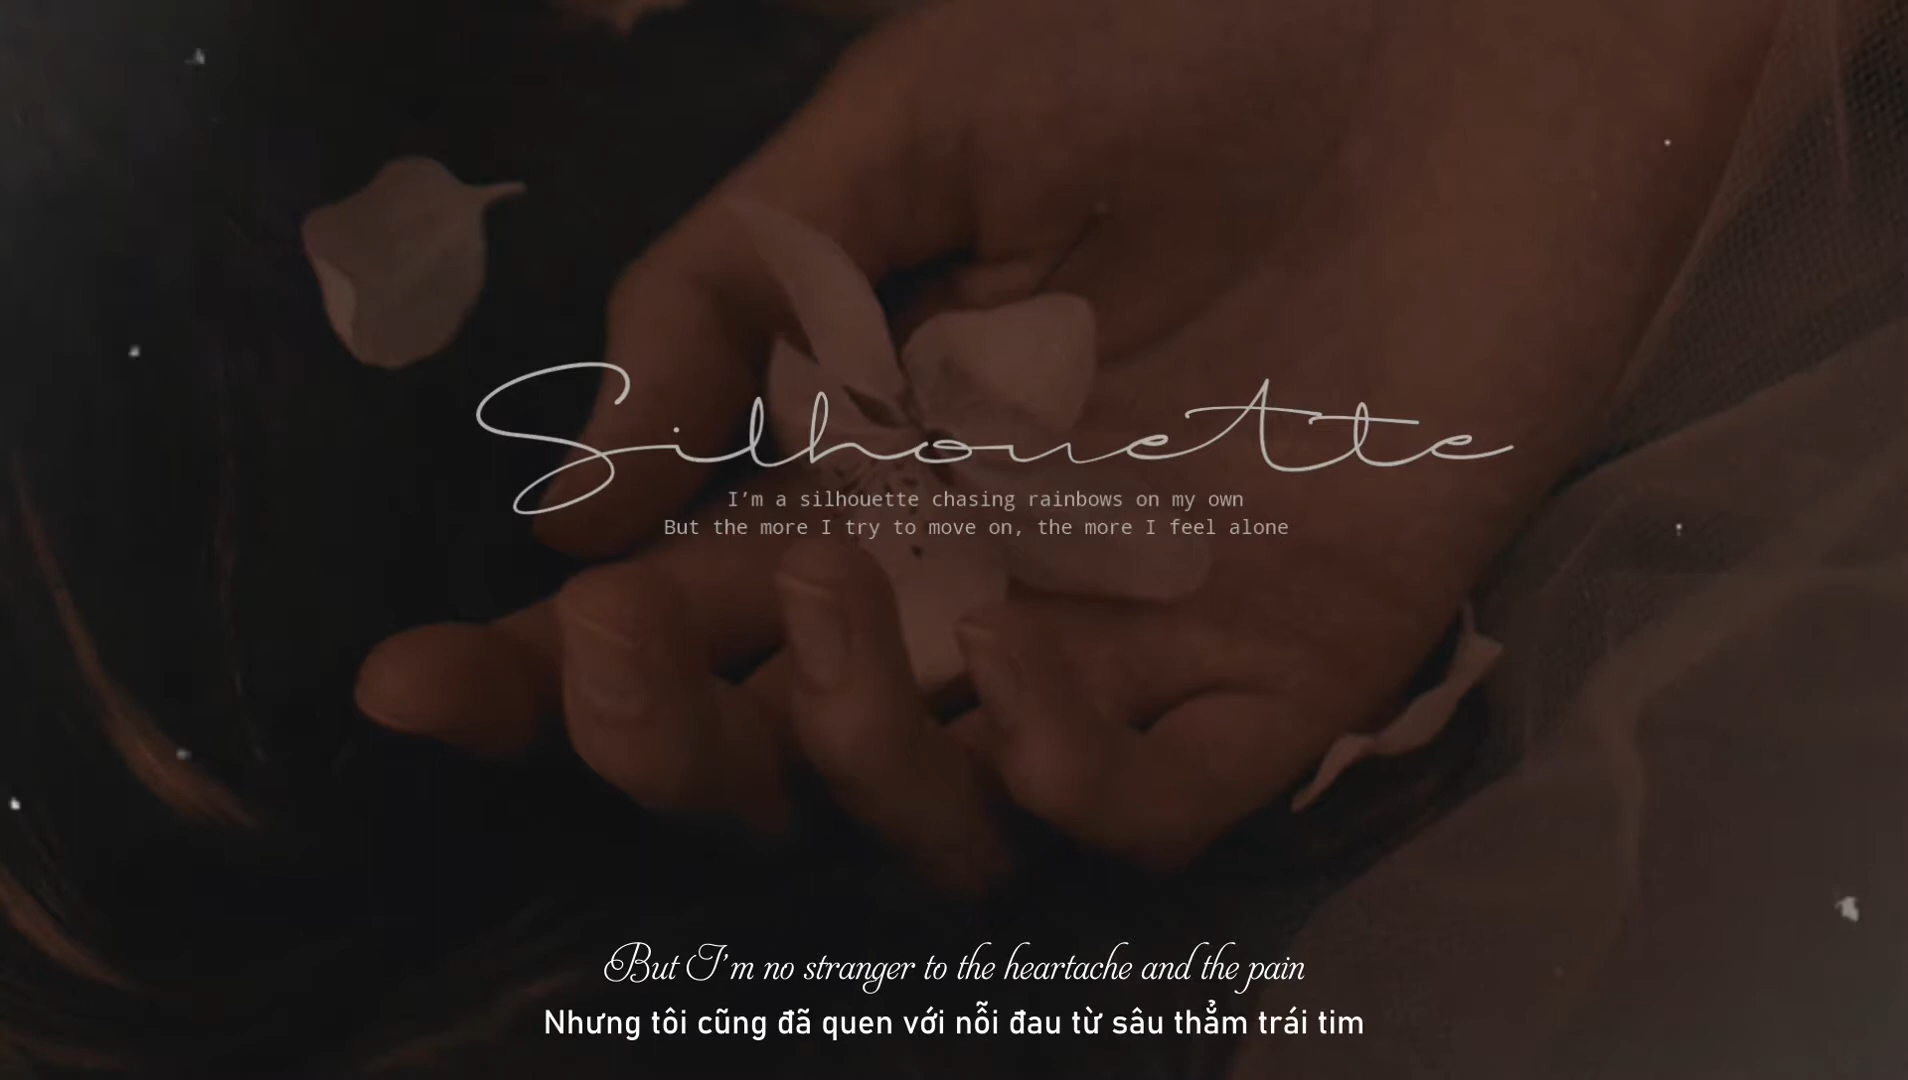 Silhouette
I’m a silhouette chasing rainbows on my own
But the more I try to move on, the more I feel alone
But I’m no stranger to the heartache and the pain
Nhưng tôi cũng đã quen với nỗi đau từ sâu thẳm trái tim